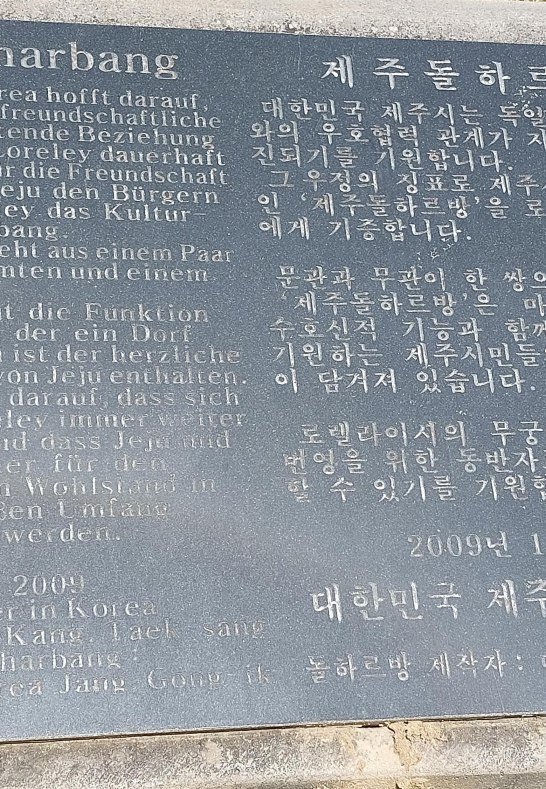 harbang
rea hofft darauf,
freundschaftliche
kende Beziehung
Loreley dauerhaft
ür die Freundschaft
Jeju den Bürgern
ley das Kultur-
bang.
eht aus einem Paar
mten und einem
t die Funktion
der ein Dorf
n ist der herzliche
von Jeju enthalten.
darauf, dass sich
eley immer weiter
nd dass Jeju und
er für den
n Wohlstand in
ßen Umfang
werden.
2009
er in Korea
Kang, Taek sang
harbang :
rea Jang Gong ik
제주돌하르
대한민국 제주시는 독일
와의 우호협력 관계가 지
진되기를 기원합니다.
그 우정의 징표로 제주시
인 '제주돌하르방'을 로
에게 기증합니다.
문관과 무관이 한 쌍으
'제주돌하르방'은 마
수호신적 기능과 함께
기원하는 제주시민들
이 담겨져 있습니다.
로렐라이시의 무궁
번영을 위한 동반자
할 수 있기를 기원합
2009년 1
대한민국 제주
돌하르방 제작자 :